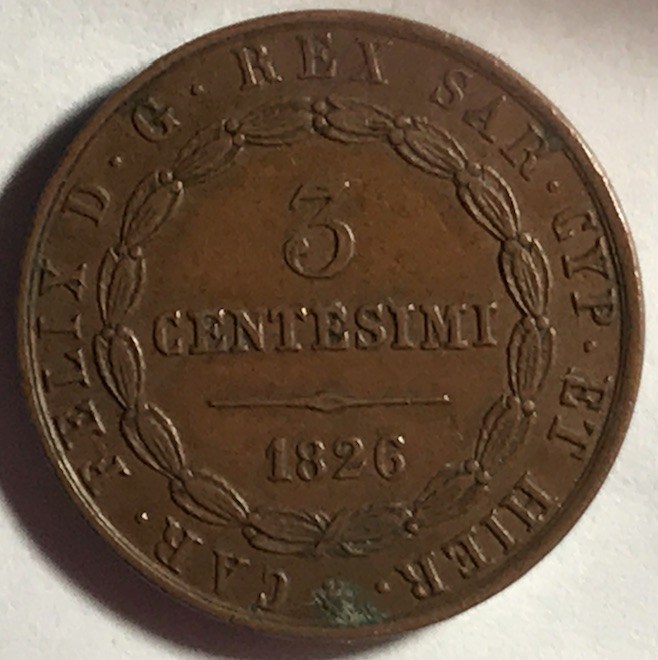 CAR · FELIX D · G · REX SAR · CYP · ET HIER ·
3
CENTESIMI
1826